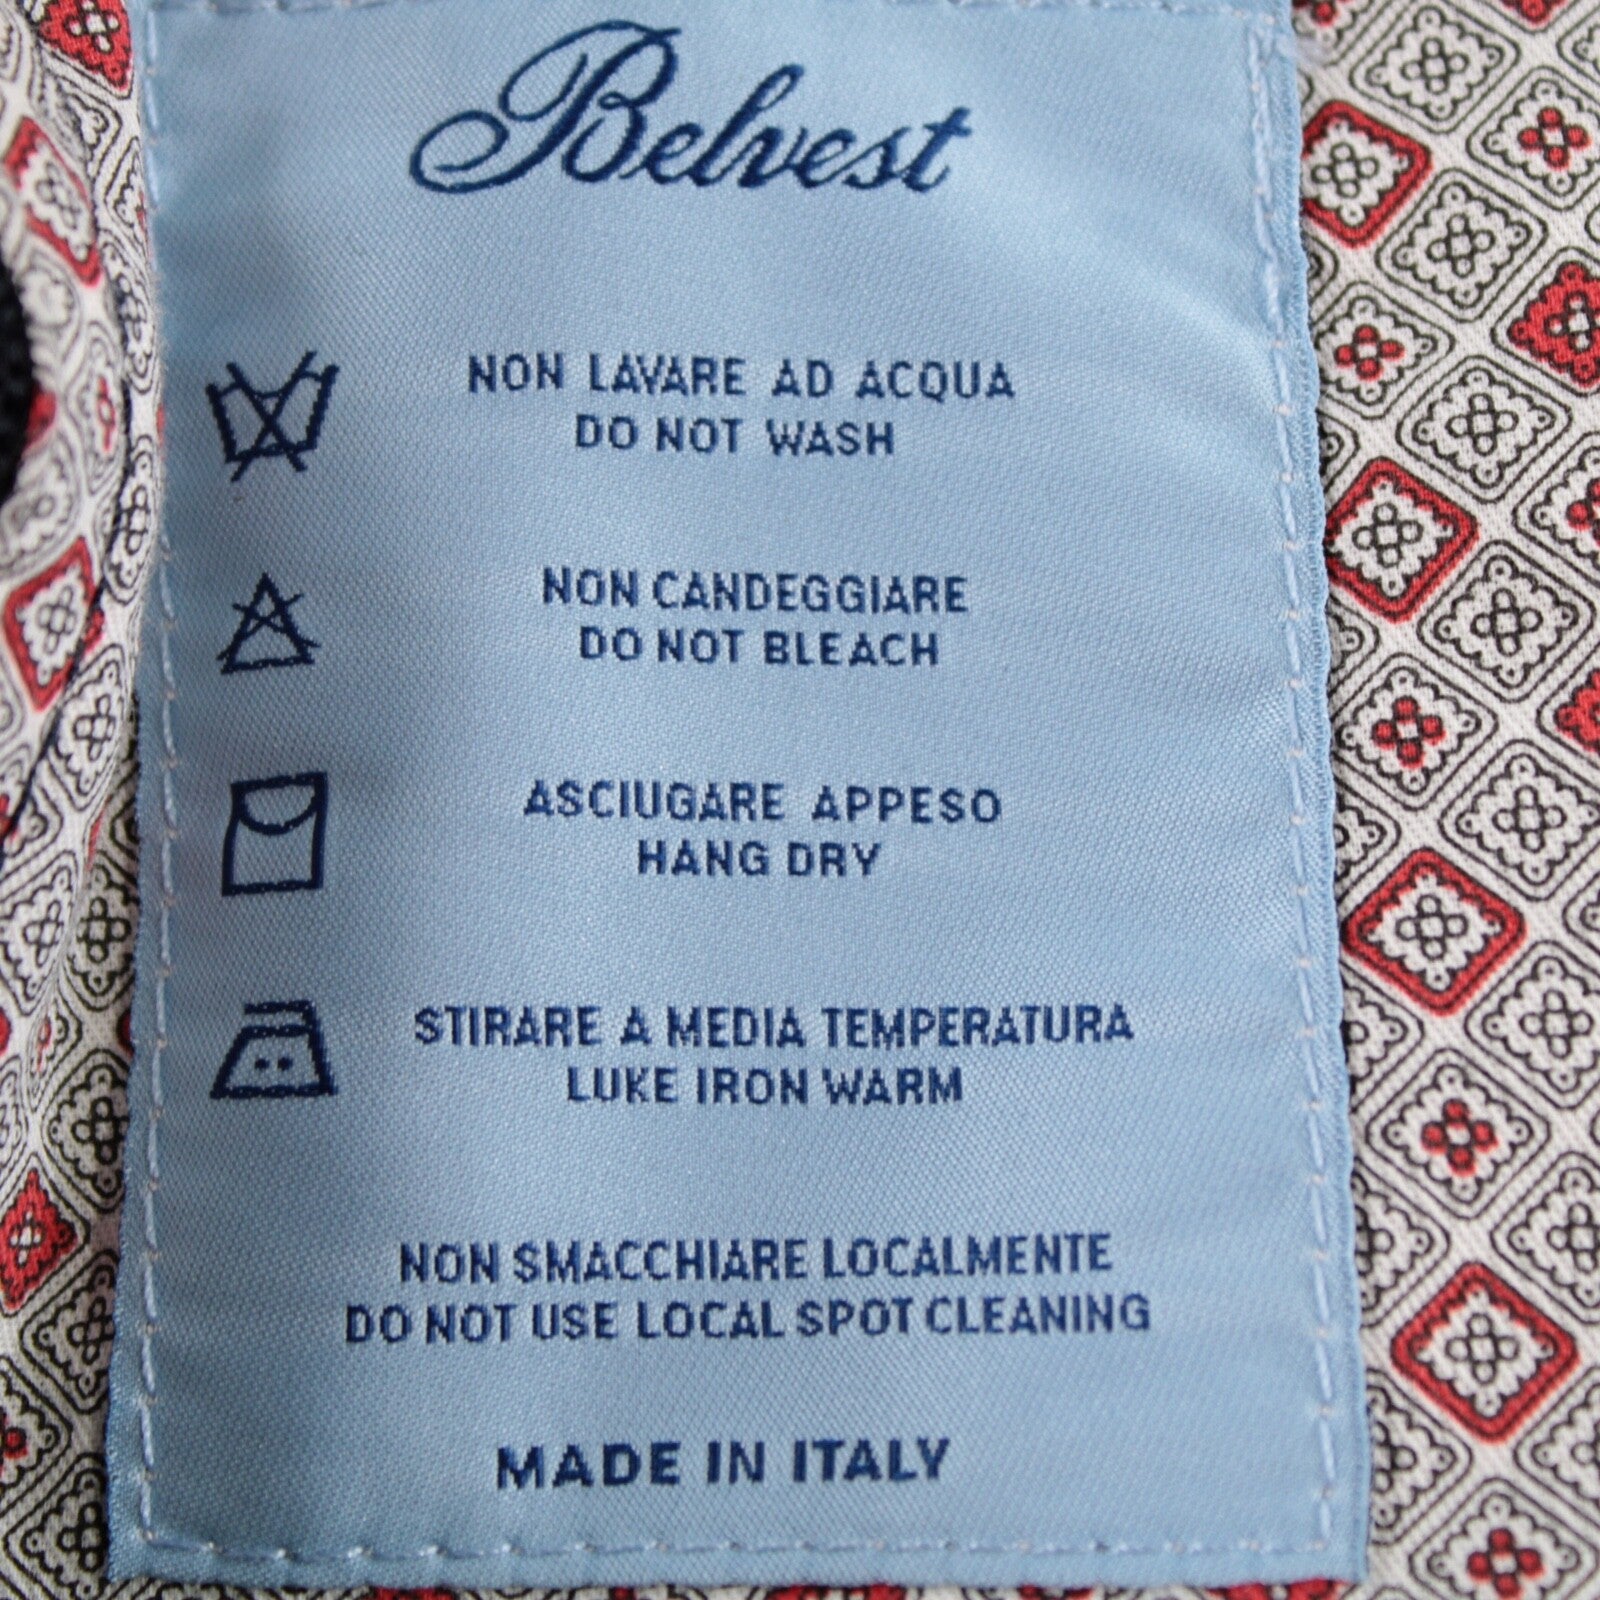 Belvest
NON LAVARE AD ACQUA
DO NOT WASH
NON CANDEGGIARE
DO NOT BLEACH
ASCIUGARE APPESO
HANG DRY
STIRARE A MEDIA TEMPERATURA
LUKE IRON WARM
NON SMACCHIARE LOCALMENTE
DO NOT USE LOCAL SPOT CLEANING
MADE IN ITALY